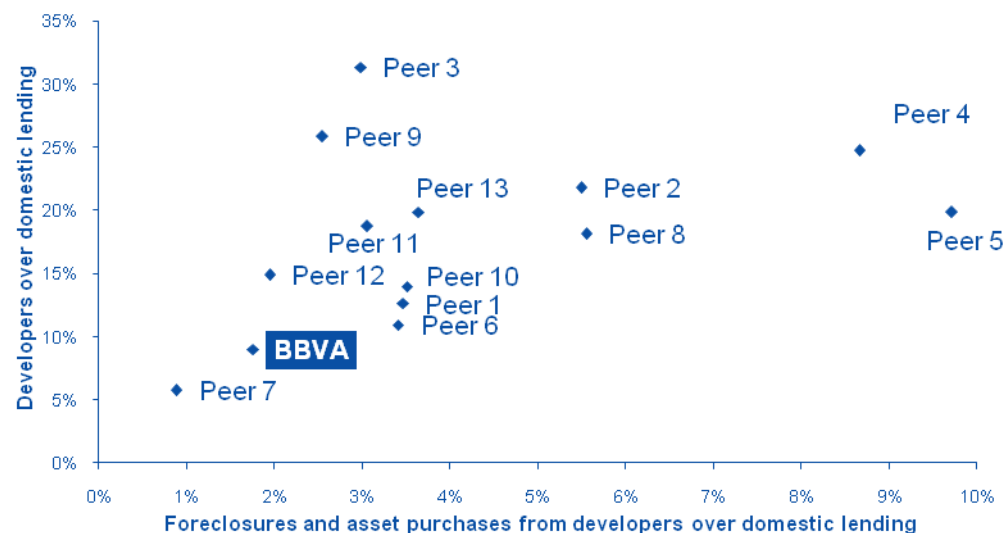 35%
Peer 3
30%
Peer 4
Peer 9
25%
Peer 13
Peer 2
20%
Peer 8
Peer 5
Peer 11
15%
Peer 12
Peer 10
Peer 1
Peer 6
10%
BBVA
Peer 7
5%
0%
0% 1% 2% 3% 4% 5% 6% 7% 8% 9% 10%
Developers over domestic lending
Foreclosures and asset purchases from developers over domestic lending